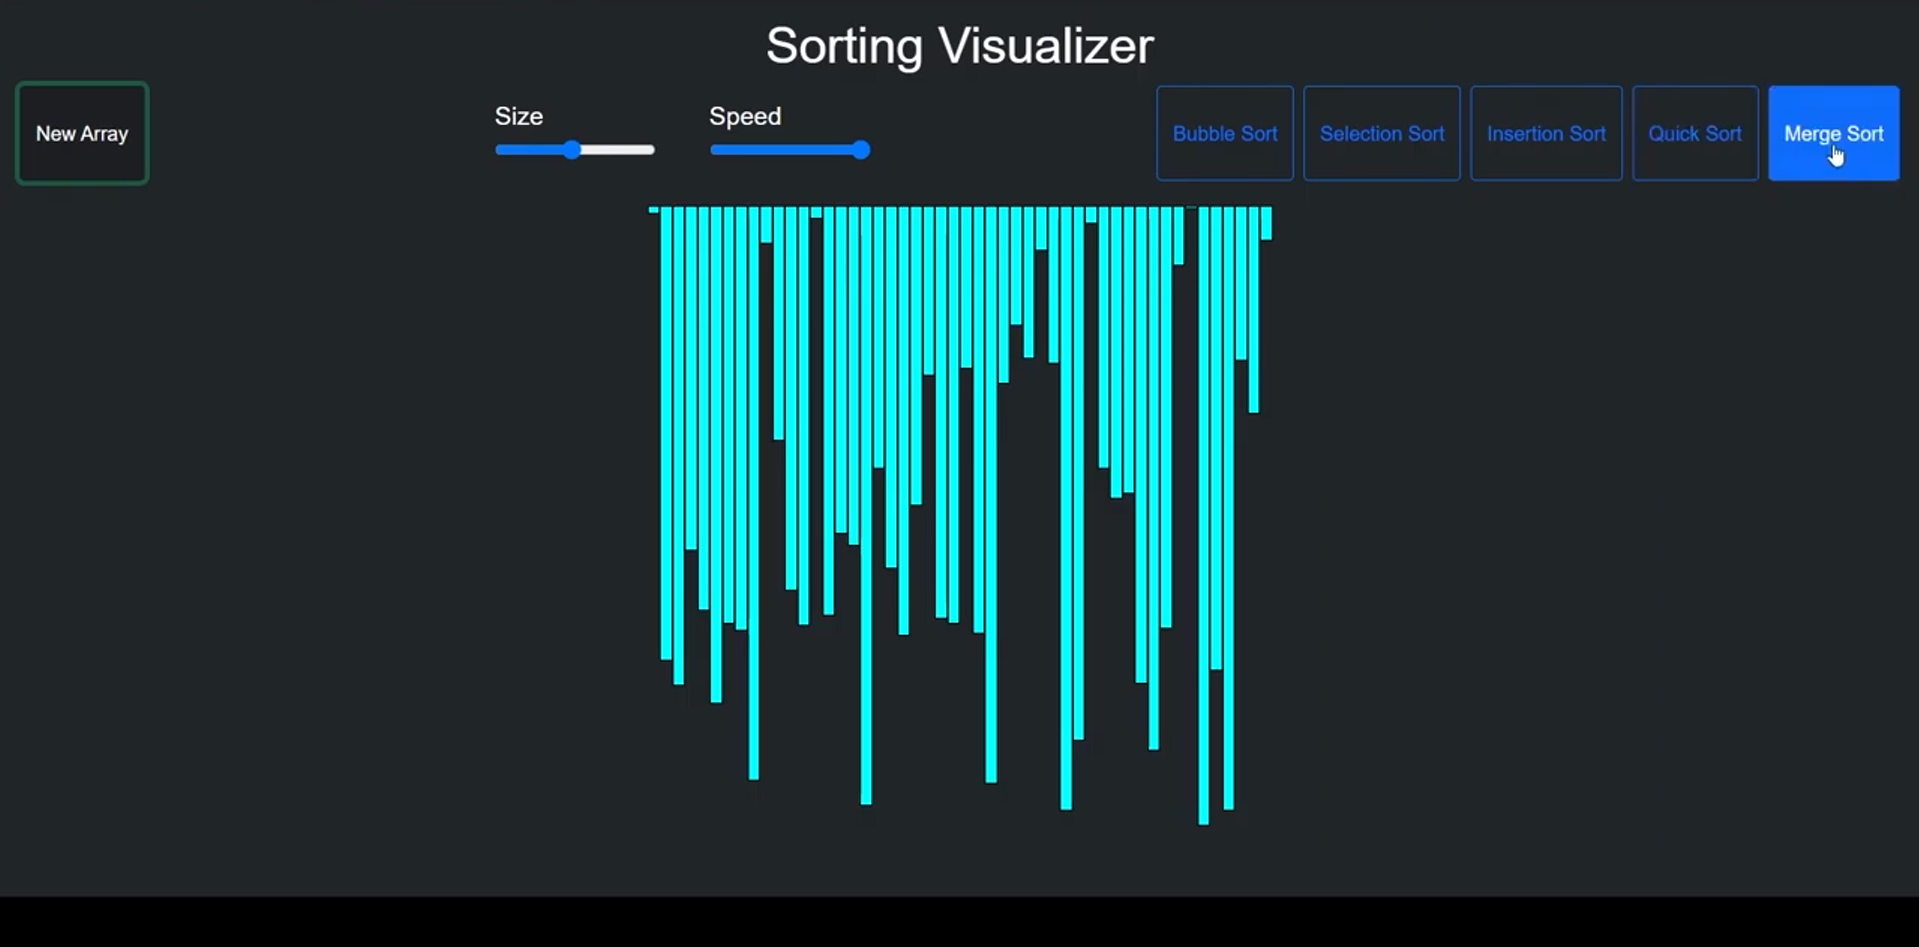 Sorting Visualizer
New Array
Size
Speed
Bubble Sort
Selection Sort
Insertion Sort
Quick Sort
Merge Sort